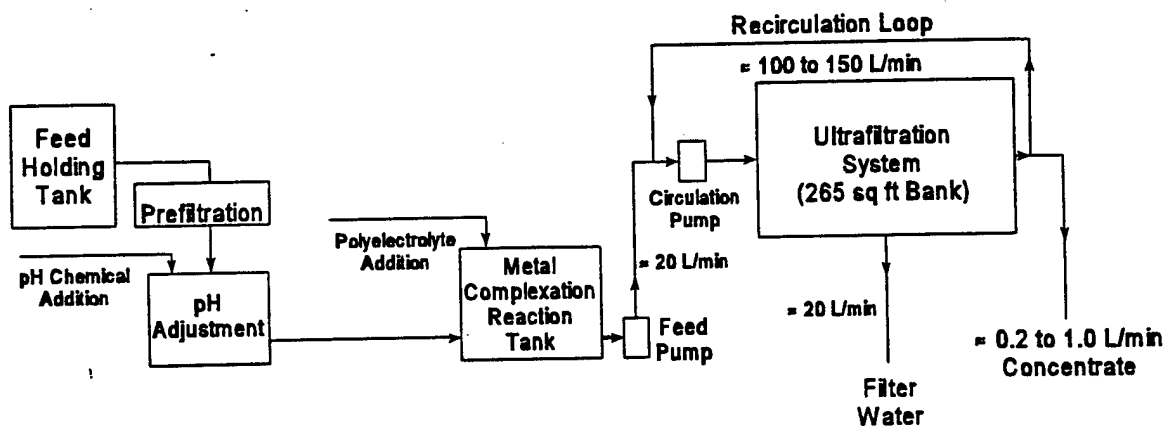 Recirculation Loop
≈ 100 to 150 L/min
Feed
Holding
Tank
Ultrafiltration
System
(265 sq ft Bank)
Prefiltration
Circulation
Pump
Polyelectrolyte
Addition
≈ 20 L/min
pH Chemical
Addition
pH
Adjustment
Metal
Complexation
Reaction
Tank
Feed
Pump
≈ 20 L/min
≈ 0.2 to 1.0 L/min
Concentrate
Filter
Water